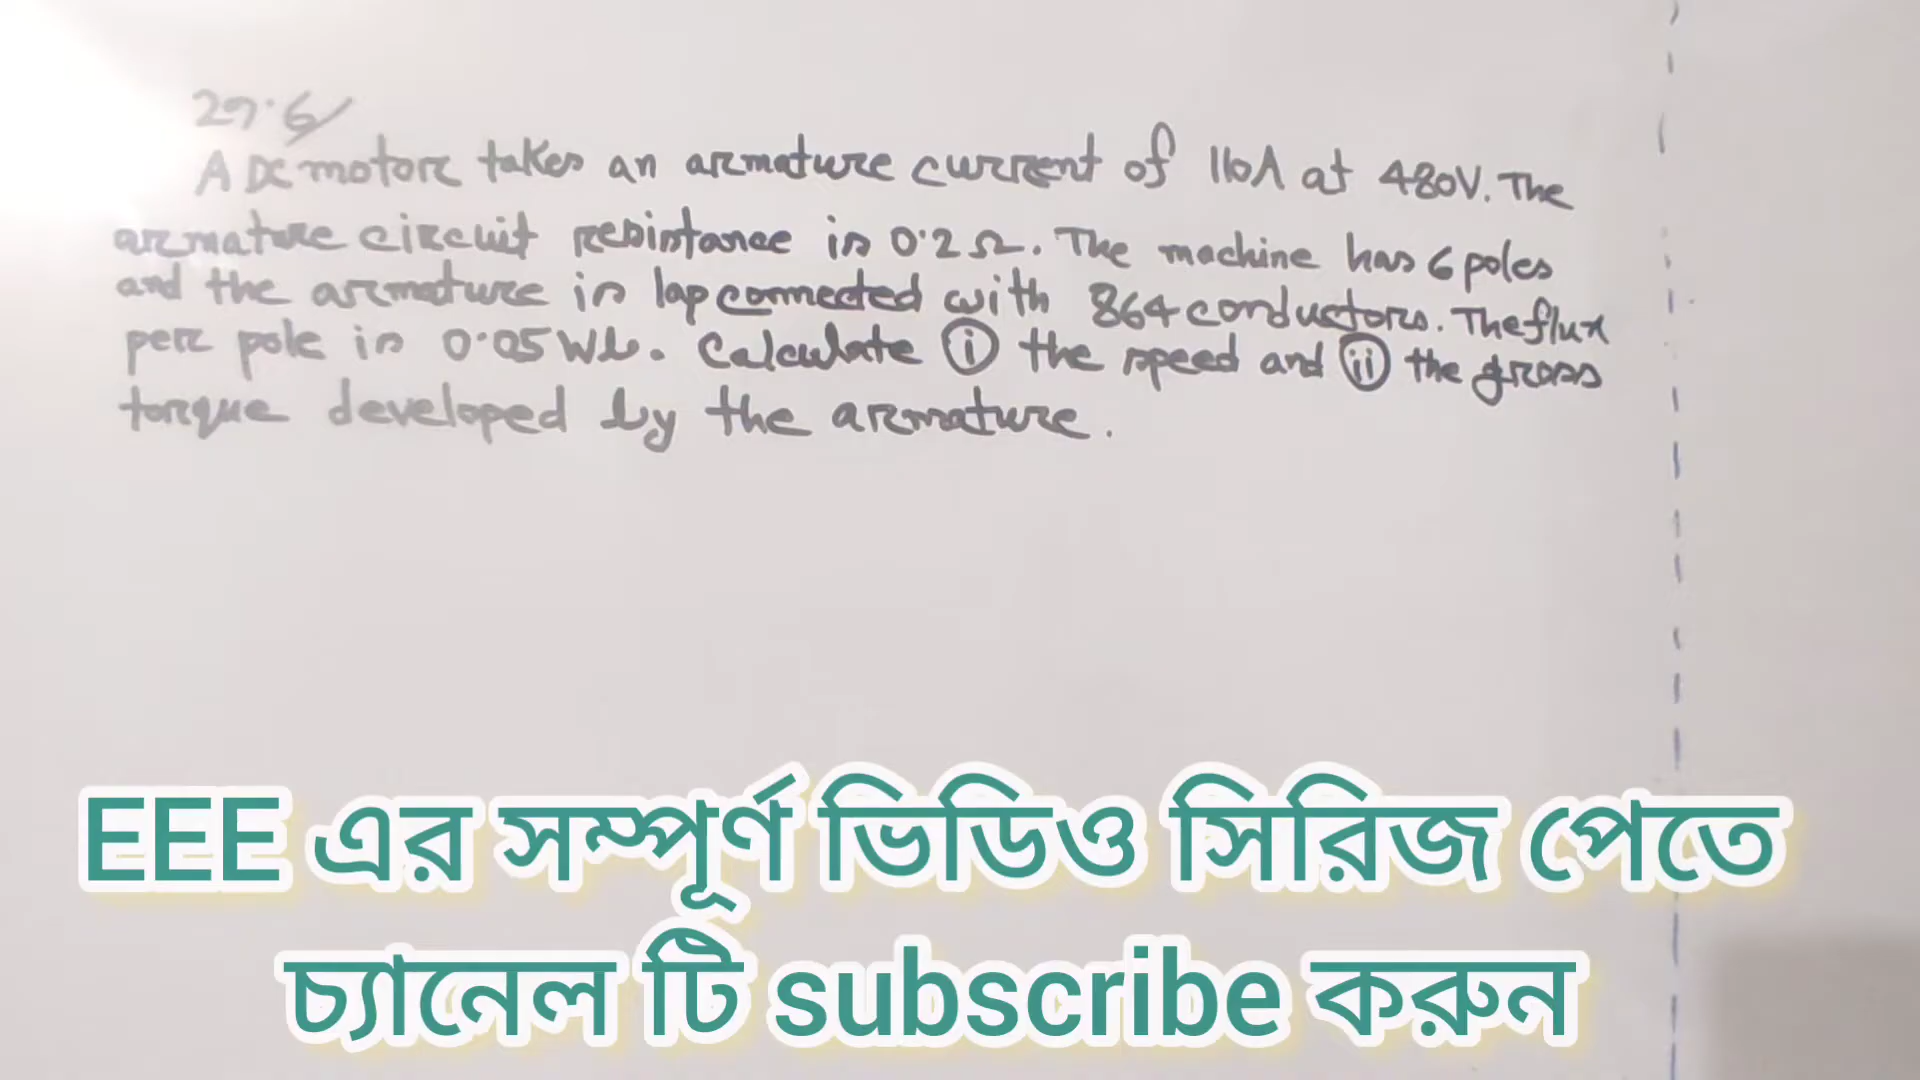 29.6
A DC motor takes an armature current of 110A at 480V. The
armature circuit resistance is 0.2Ω. The machine has 6 poles
and the armature is lap connected with 864 conductors. The flux
per pole is 0.05 Wb. Calculate (i) the speed and (ii) the gross
torque developed by the armature.
EEE এর সম্পূর্ণ ভিডিও সিরিজ পেতে
চ্যানেল টি subscribe করুন